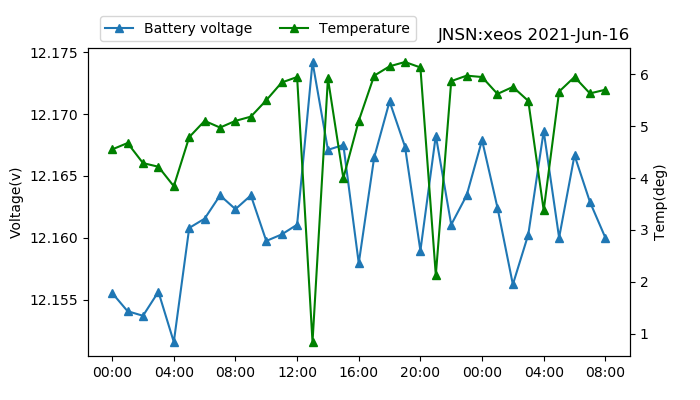 Battery voltage Temperature
JNSN:xeos 2021-Jun-16
12.175
12.170
12.165
12.160
12.155
Voltage(v)
6
5
4
3
2
1
Temp(deg)
00:00 04:00 08:00 12:00 16:00 20:00 00:00 04:00 08:00